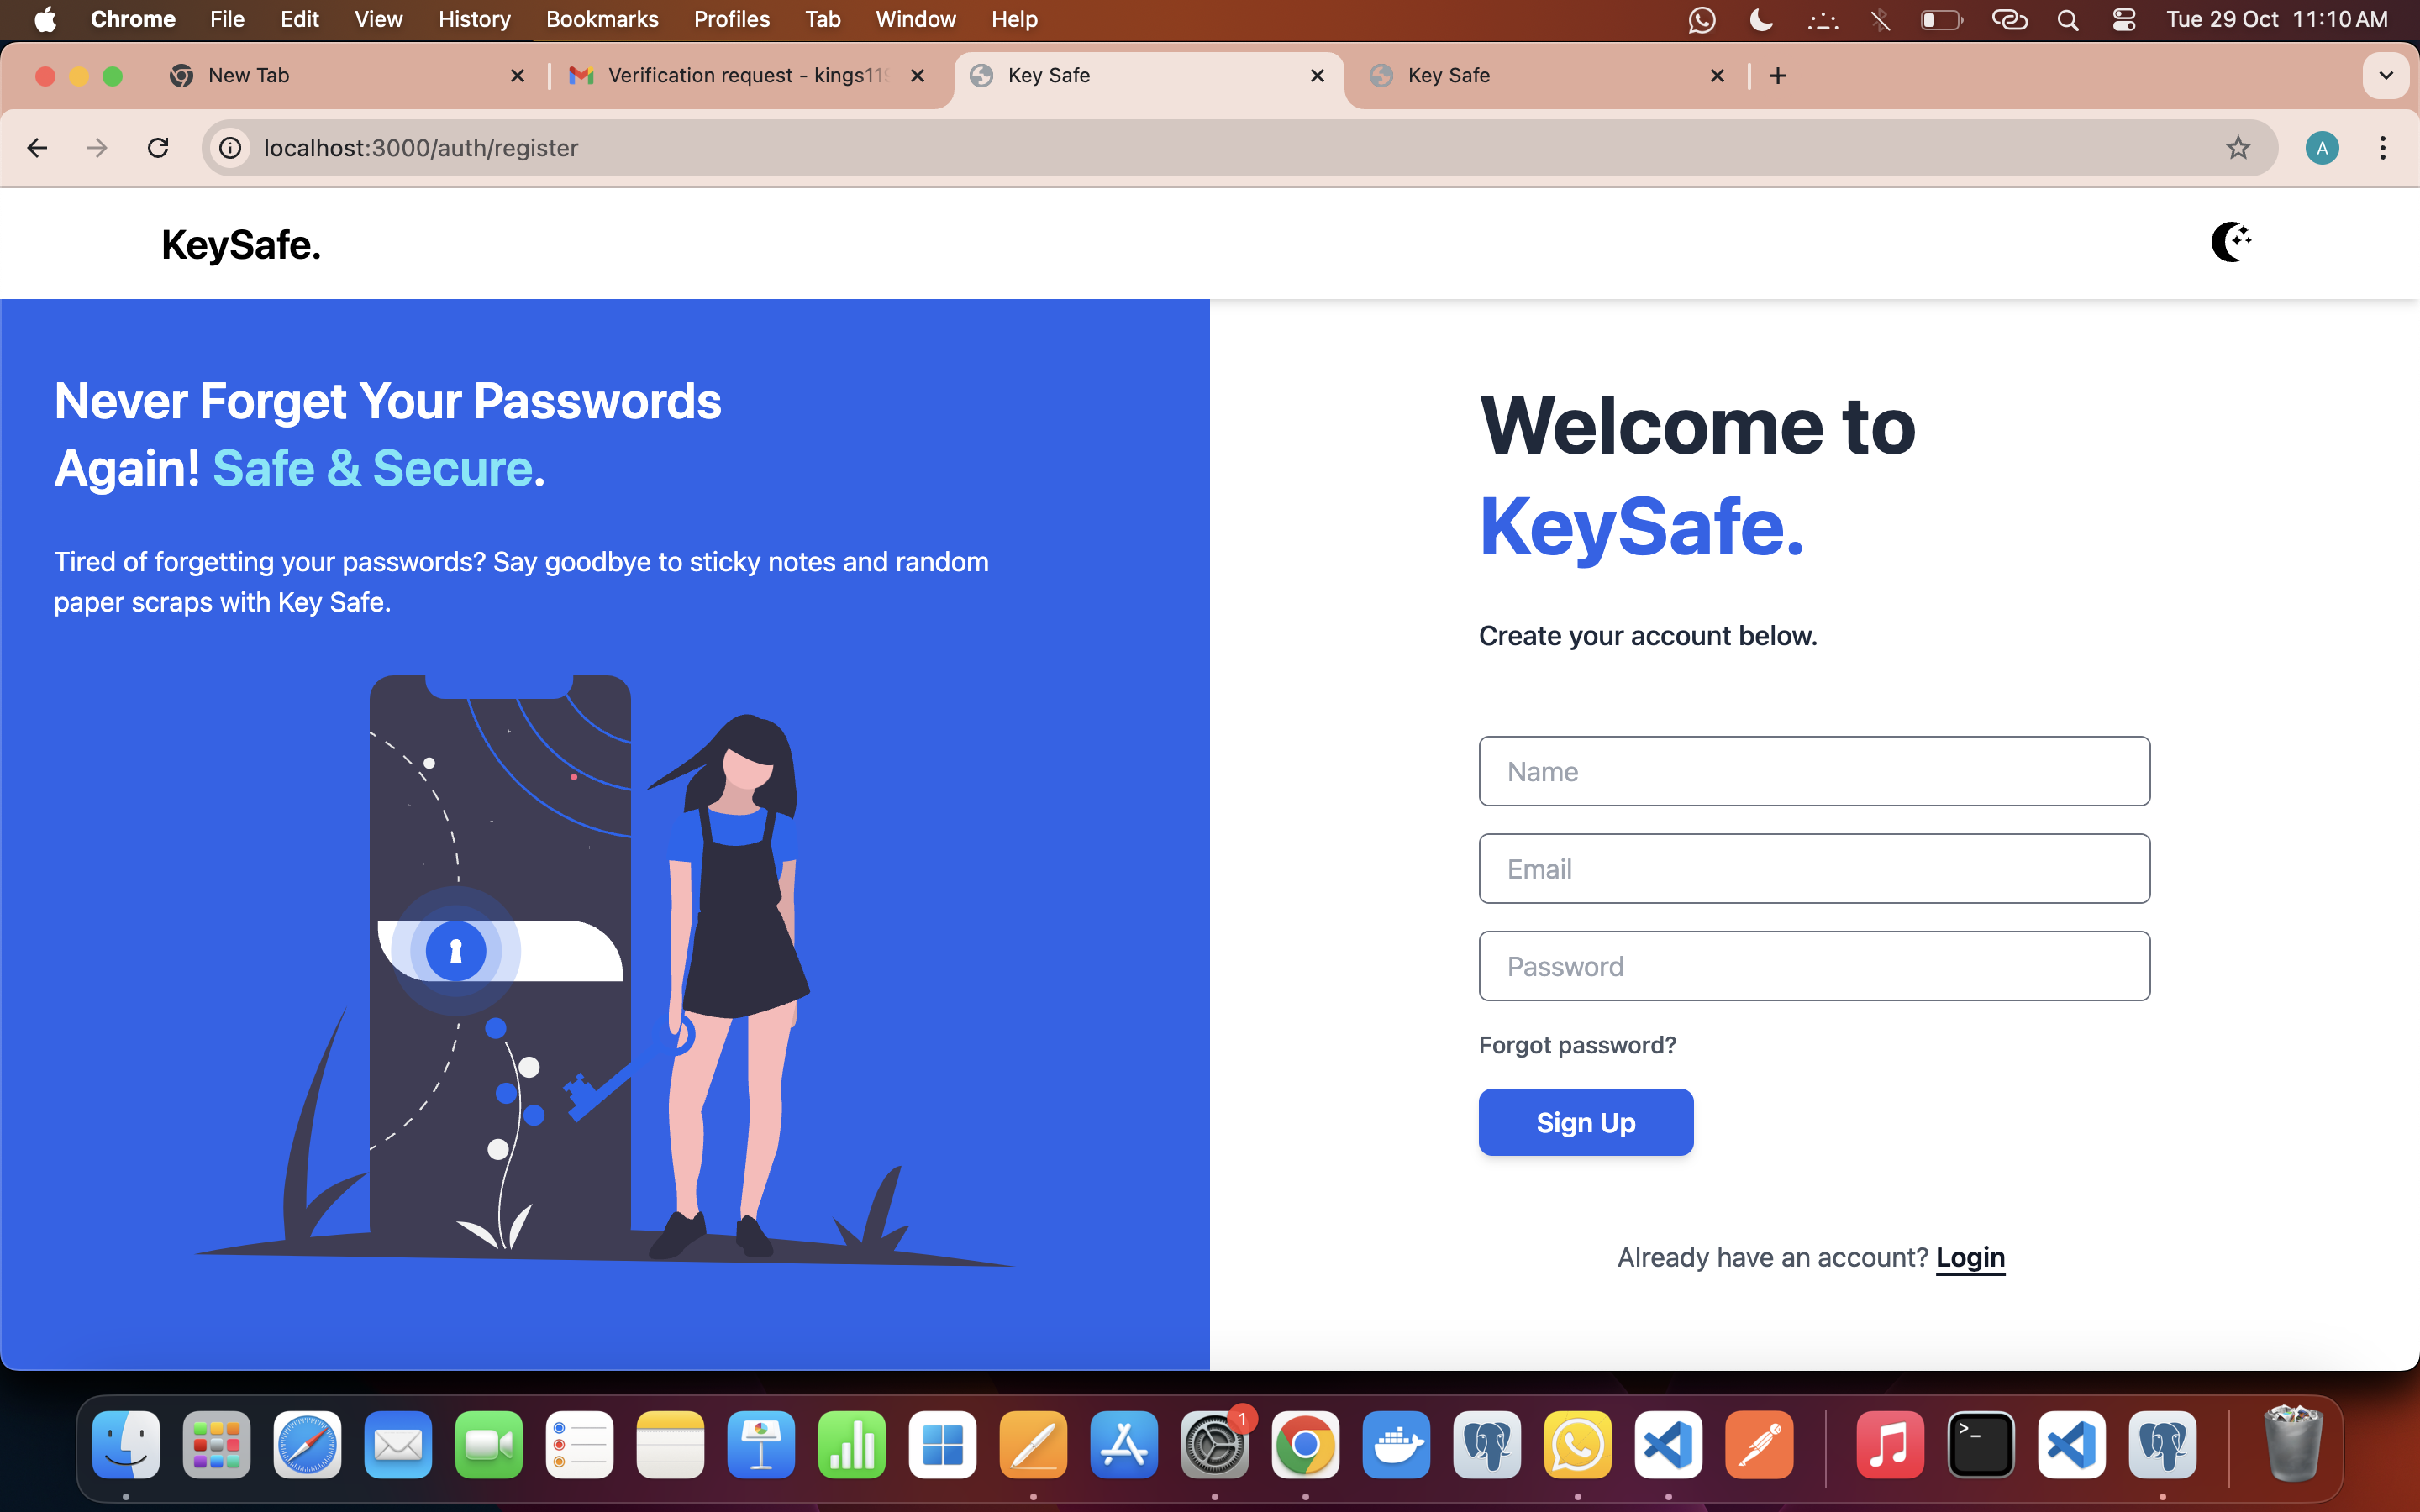 Chrome File Edit View History Bookmarks Profiles Tab Window Help Tue 29 Oct 11:10 AM
New Tab
Verification request - kings119
Key Safe
Key Safe
localhost:3000/auth/register
A
KeySafe.
Never Forget Your Passwords
Again! Safe & Secure.
Tired of forgetting your passwords? Say goodbye to sticky notes and random
paper scraps with Key Safe.
Welcome to
KeySafe.
Create your account below.
Name
Email
Password
Forgot password?
Sign Up
Already have an account? Login
1
>_